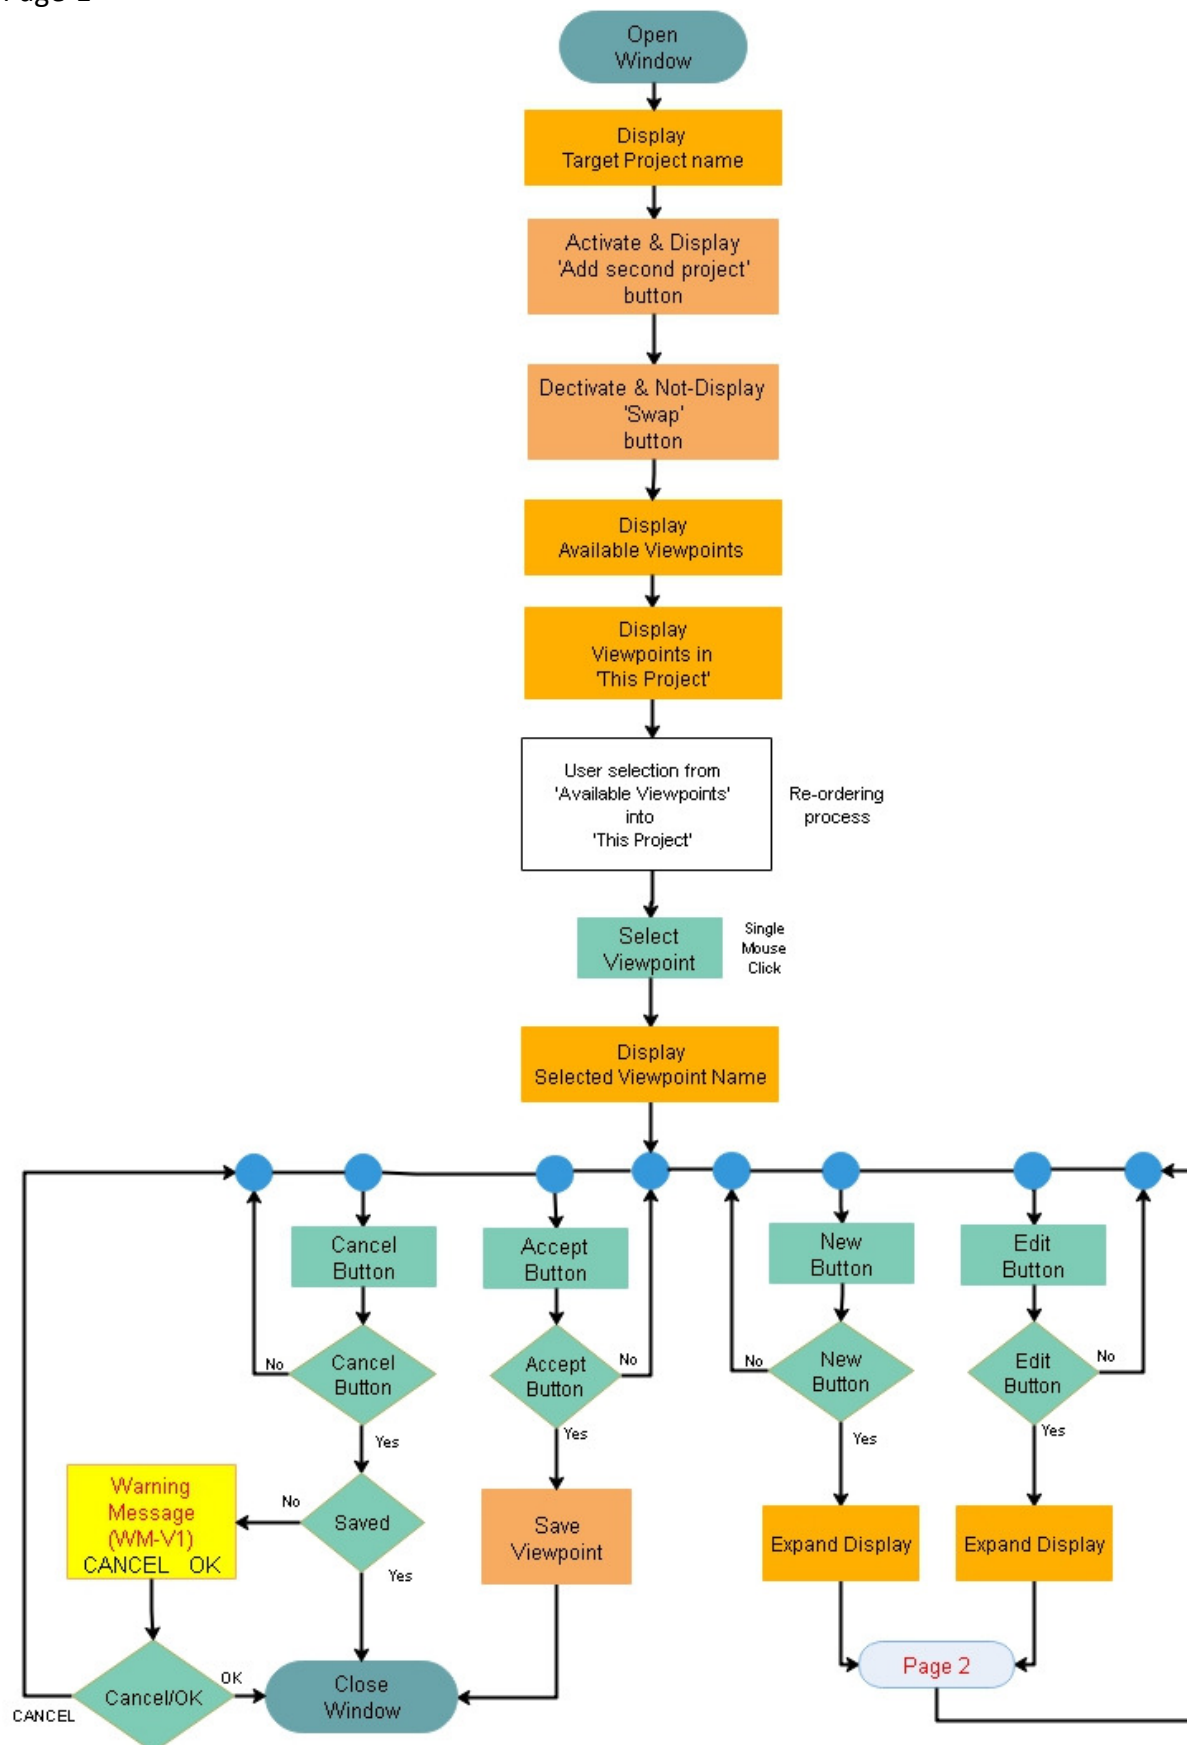 Page 1
Open
Window
Display
Target Project name
Activate & Display
'Add second project'
button
Dectivate & Not-Display
'Swap'
button
Display
Available Viewpoints
Display
Viewpoints in
'This Project'
User selection from
'Available Viewpoints'
into
'This Project'
Re-ordering
process
Select
Viewpoint
Single
Mouse
Click
Display
Selected Viewpoint Name
Cancel
Button
Accept
Button
New
Button
Edit
Button
No
Cancel
Button
Accept
Button
No
No
New
Button
Edit
Button
No
Yes
Yes
Yes
Yes
Warning
Message
(WM-V1)
CANCEL OK
No
Saved
Yes
Save
Viewpoint
Expand Display
Expand Display
Cancel/OK
OK
CANCEL
Close
Window
Page 2